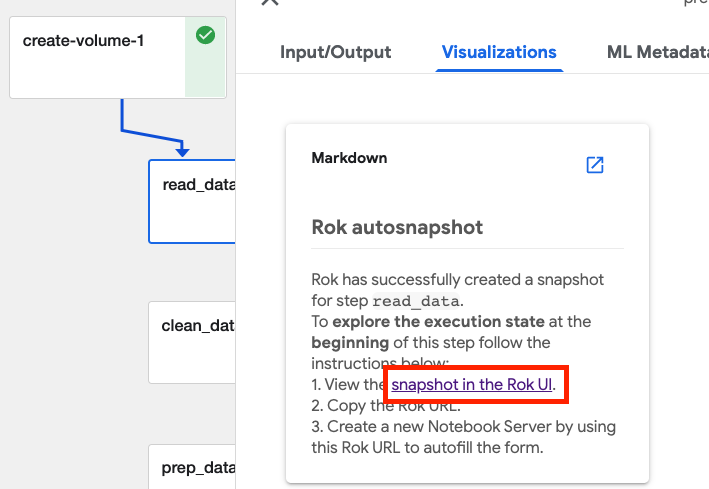 create-volume-1
read_data
clean_dat
prep_data
pre
Input/Output
Visualizations
ML Metadata
Markdown
Rok autosnapshot
Rok has successfully created a snapshot
for step read_data.
To explore the execution state at the
beginning of this step follow the
instructions below:
1. View the snapshot in the Rok UI.
2. Copy the Rok URL.
3. Create a new Notebook Server by using
this Rok URL to autofill the form.